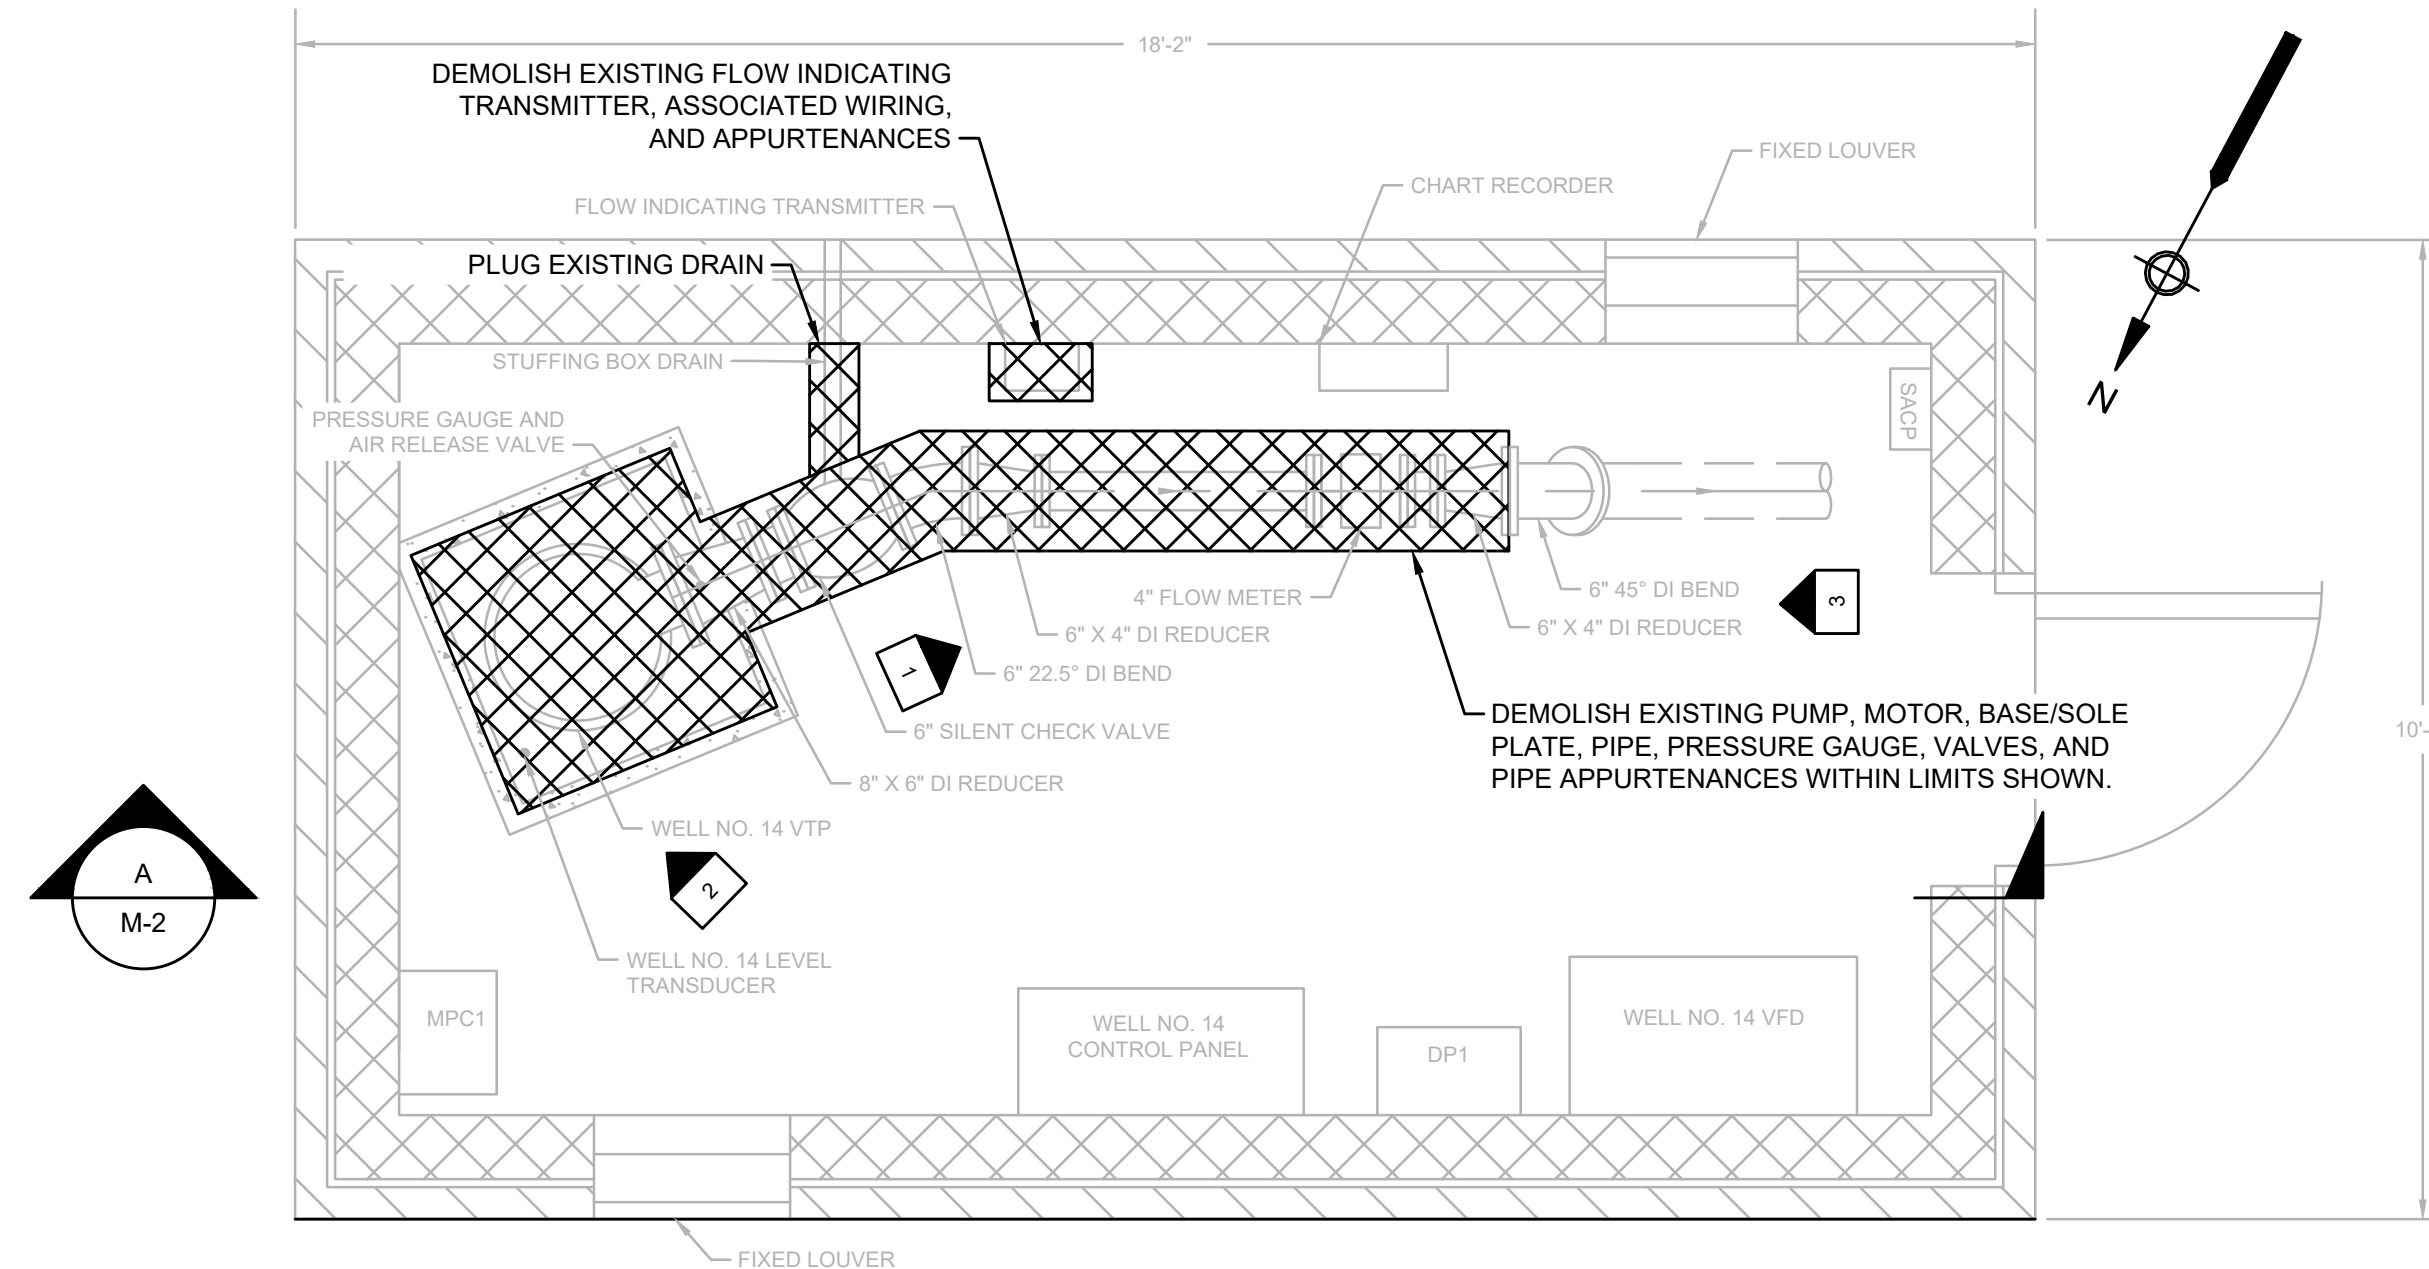 18'-2"
DEMOLISH EXISTING FLOW INDICATING
TRANSMITTER, ASSOCIATED WIRING,
AND APPURTENANCES
FIXED LOUVER
CHART RECORDER
FLOW INDICATING TRANSMITTER
PLUG EXISTING DRAIN
STUFFING BOX DRAIN
SACP
N
PRESSURE GAUGE AND
AIR RELEASE VALVE
4" FLOW METER
6" 45° DI BEND
3
6" X 4" DI REDUCER
6" X 4" DI REDUCER
1
6" 22.5° DI BEND
6" SILENT CHECK VALVE
DEMOLISH EXISTING PUMP, MOTOR, BASE/SOLE
PLATE, PIPE, PRESSURE GAUGE, VALVES, AND
PIPE APPURTENANCES WITHIN LIMITS SHOWN.
10'-
8" X 6" DI REDUCER
WELL NO. 14 VTP
A
M-2
2
WELL NO. 14 LEVEL
TRANSDUCER
MPC1
WELL NO. 14
CONTROL PANEL
DP1
WELL NO. 14 VFD
FIXED LOUVER